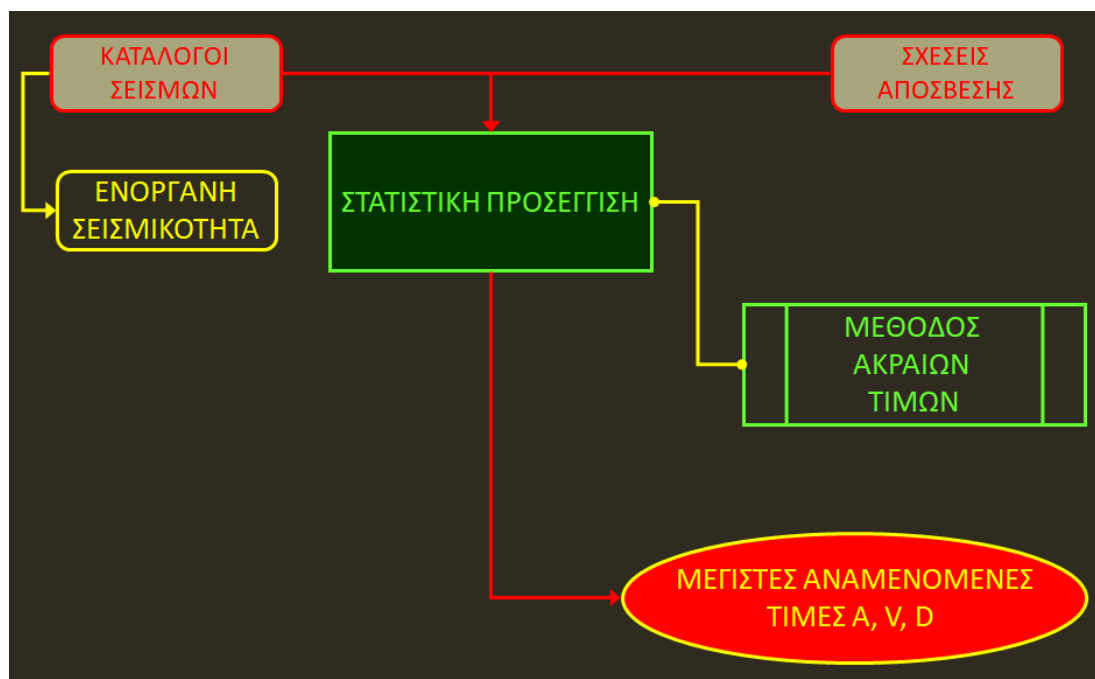 ΚΑΤΑΛΟΓΟΙ
ΣΕΙΣΜΩΝ
ΣΧΕΣΕΙΣ
ΑΠΟΣΒΕΣΗΣ
ΕΝΟΡΓΑΝΗ
ΣΕΙΣΜΙΚΟΤΗΤΑ
ΣΤΑΤΙΣΤΙΚΗ ΠΡΟΣΕΓΓΙΣΗ
ΜΕΘΟΔΟΣ
ΑΚΡΑΙΩΝ
ΤΙΜΩΝ
ΜΕΓΙΣΤΕΣ ΑΝΑΜΕΝΟΜΕΝΕΣ
ΤΙΜΕΣ A, V, D